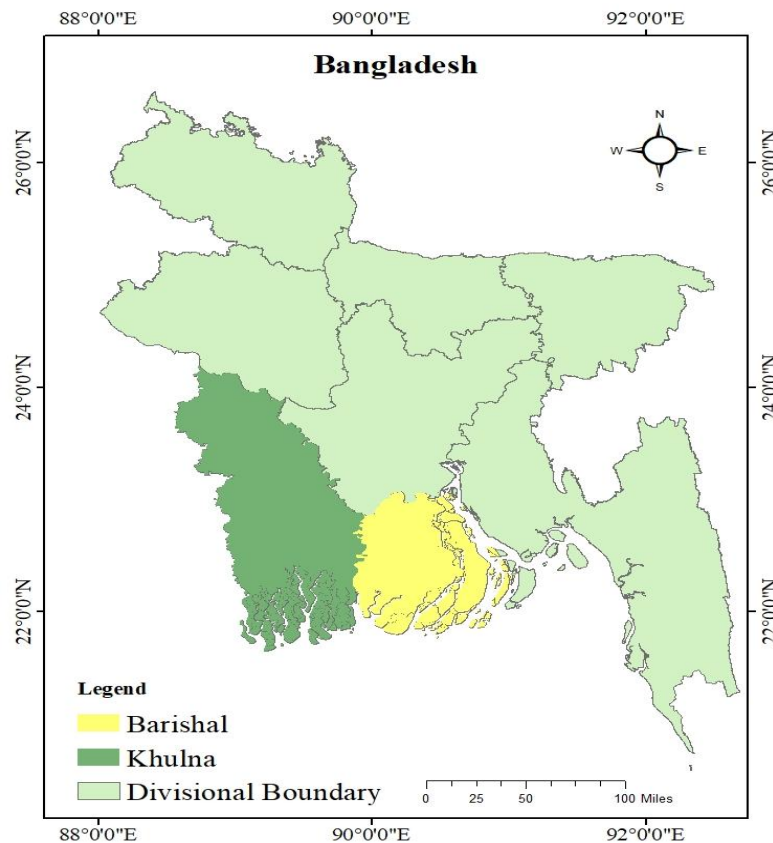 88°0'0"E 90°0'0"E 92°0'0"E
Bangladesh
N
W E
S
26°0'0"N 26°0'0"N
24°0'0"N 24°0'0"N
22°0'0"N 22°0'0"N
Legend
Barishal
Khulna
Divisional Boundary
0 25 50 100 Miles
88°0'0"E 90°0'0"E 92°0'0"E